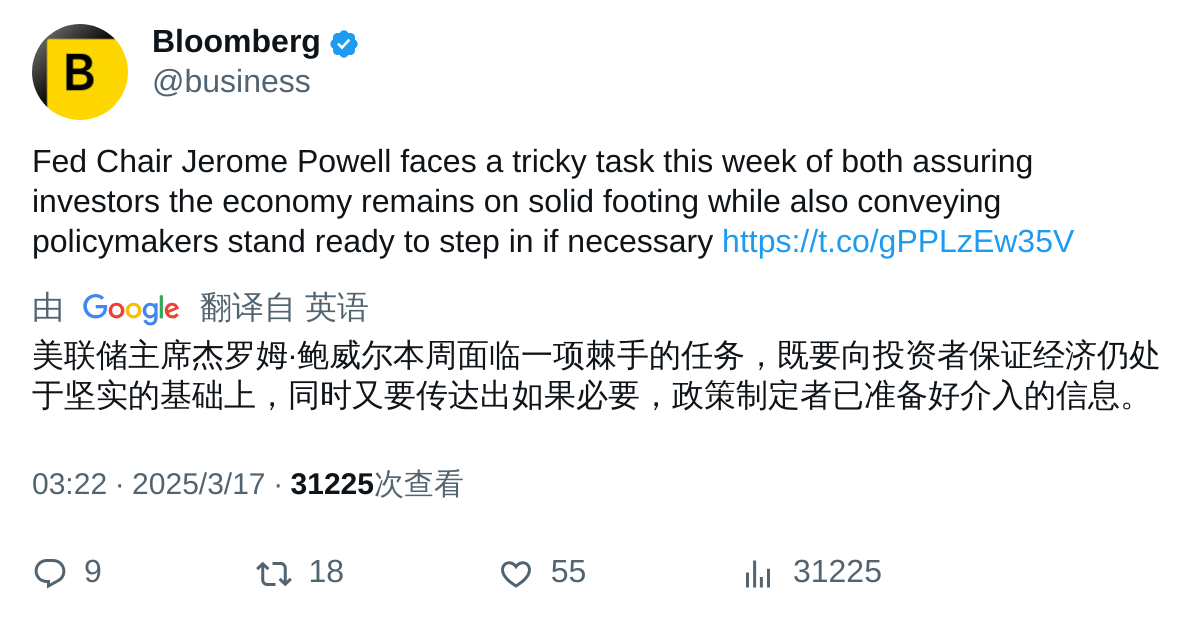 B
Bloomberg
@business
Fed Chair Jerome Powell faces a tricky task this week of both assuring
investors the economy remains on solid footing while also conveying
policymakers stand ready to step in if necessary https://t.co/gPPLzEw35V
由 Google 翻译自 英语
美联储主席杰罗姆·鲍威尔本周面临一项棘手的任务，既要向投资者保证经济仍处
于坚实的基础上，同时又要传达出如果必要，政策制定者已准备好介入的信息。
03:22 · 2025/3/17 · 31225次查看
9 18 55 31225